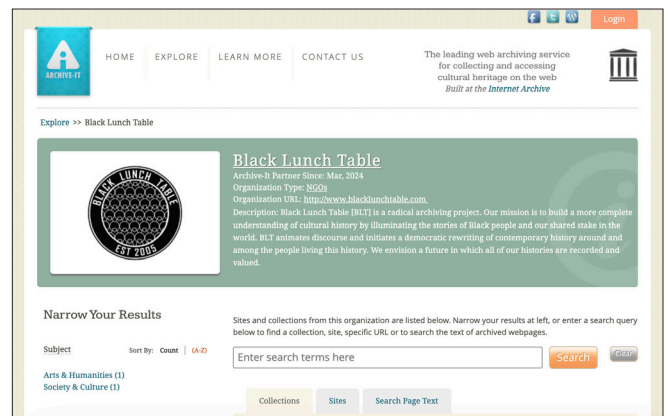 Login
HOME EXPLORE LEARN MORE CONTACT US
The leading web archiving service
for collecting and accessing
cultural heritage on the web
Built at the Internet Archive
ARCHIVE-IT
Explore >> Black Lunch Table
BLACK LUNCH TABLE
EST 2005
Black Lunch Table
Archive-It Partner Since: Mar, 2024
Organization Type: NGOs
Organization URL: http://www.blacklunchtable.com
Description: Black Lunch Table [BLT] is a radical archiving project. Our mission is to build a more complete
understanding of cultural history by illuminating the stories of Black people and our shared stake in the
world. BLT animates discourse and initiates a democratic rewriting of contemporary history around and
among the people living this history. We envision a future in which all of our histories are recorded and
valued.
Narrow Your Results
Subject Sort By: Count | (A-Z)
Arts & Humanities (1)
Society & Culture (1)
Sites and collections from this organization are listed below. Narrow your results at left, or enter a search query
below to find a collection, site, specific URL or to search the text of archived webpages.
Enter search terms here
Search
Clear
Collections Sites Search Page Text